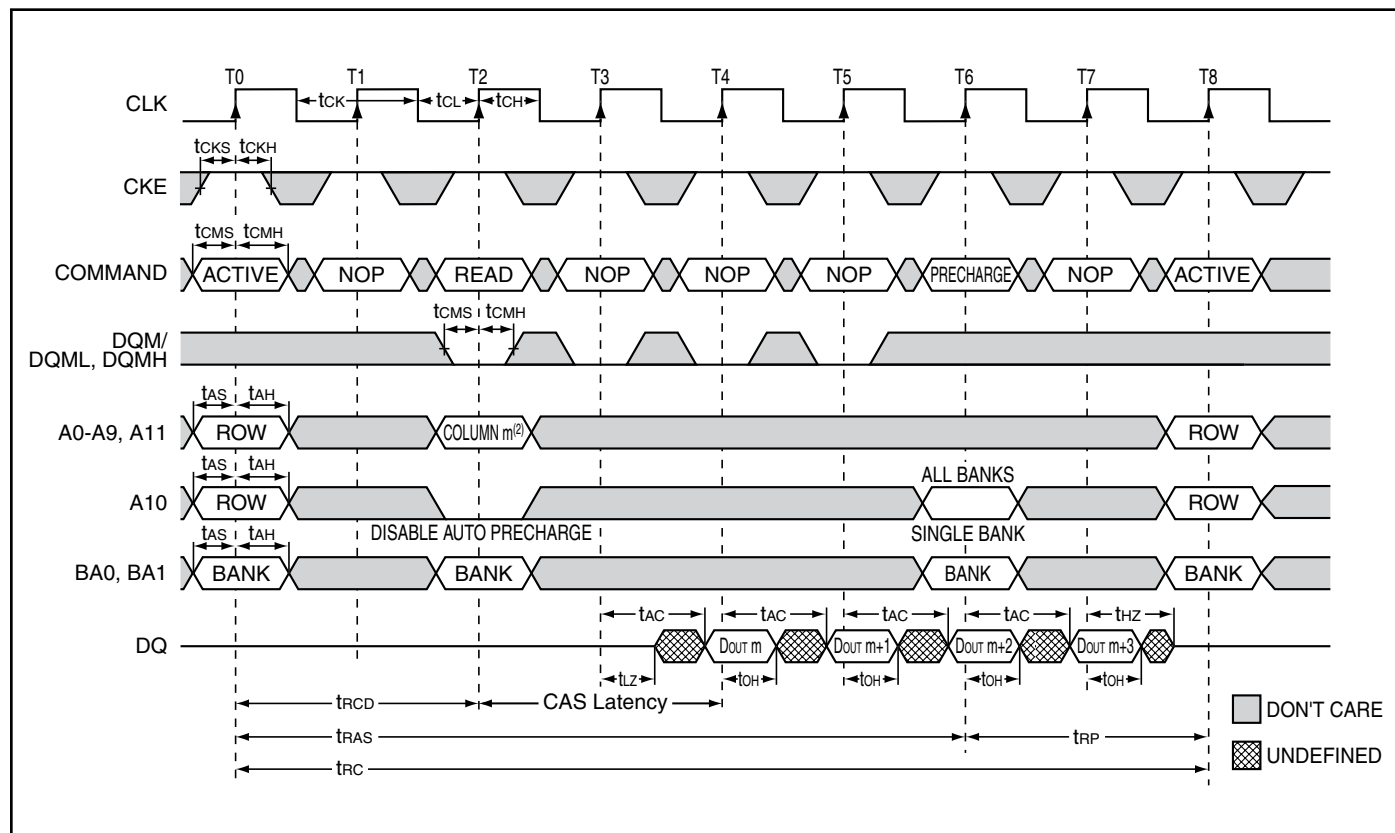 T0 T1 T2 T3 T4 T5 T6 T7 T8
CLK
tCK tCL tCH
tCKS tCKH
CKE
tCMS tCMH
COMMAND ACTIVE NOP READ NOP NOP NOP PRECHARGE NOP ACTIVE
tCMS tCMH
DQM/
DQML, DQMH
tAS tAH
A0-A9, A11 ROW COLUMN m(2) ROW
tAS tAH ALL BANKS
A10 ROW ROW
tAS tAH DISABLE AUTO PRECHARGE SINGLE BANK
BA0, BA1 BANK BANK BANK BANK
tAC tAC tAC tAC tHZ
DQ DOUT m DOUT m+1 DOUT m+2 DOUT m+3
tLZ tOH tOH tOH tOH
tRCD CAS Latency
DON'T CARE
tRAS tRP
UNDEFINED
tRC